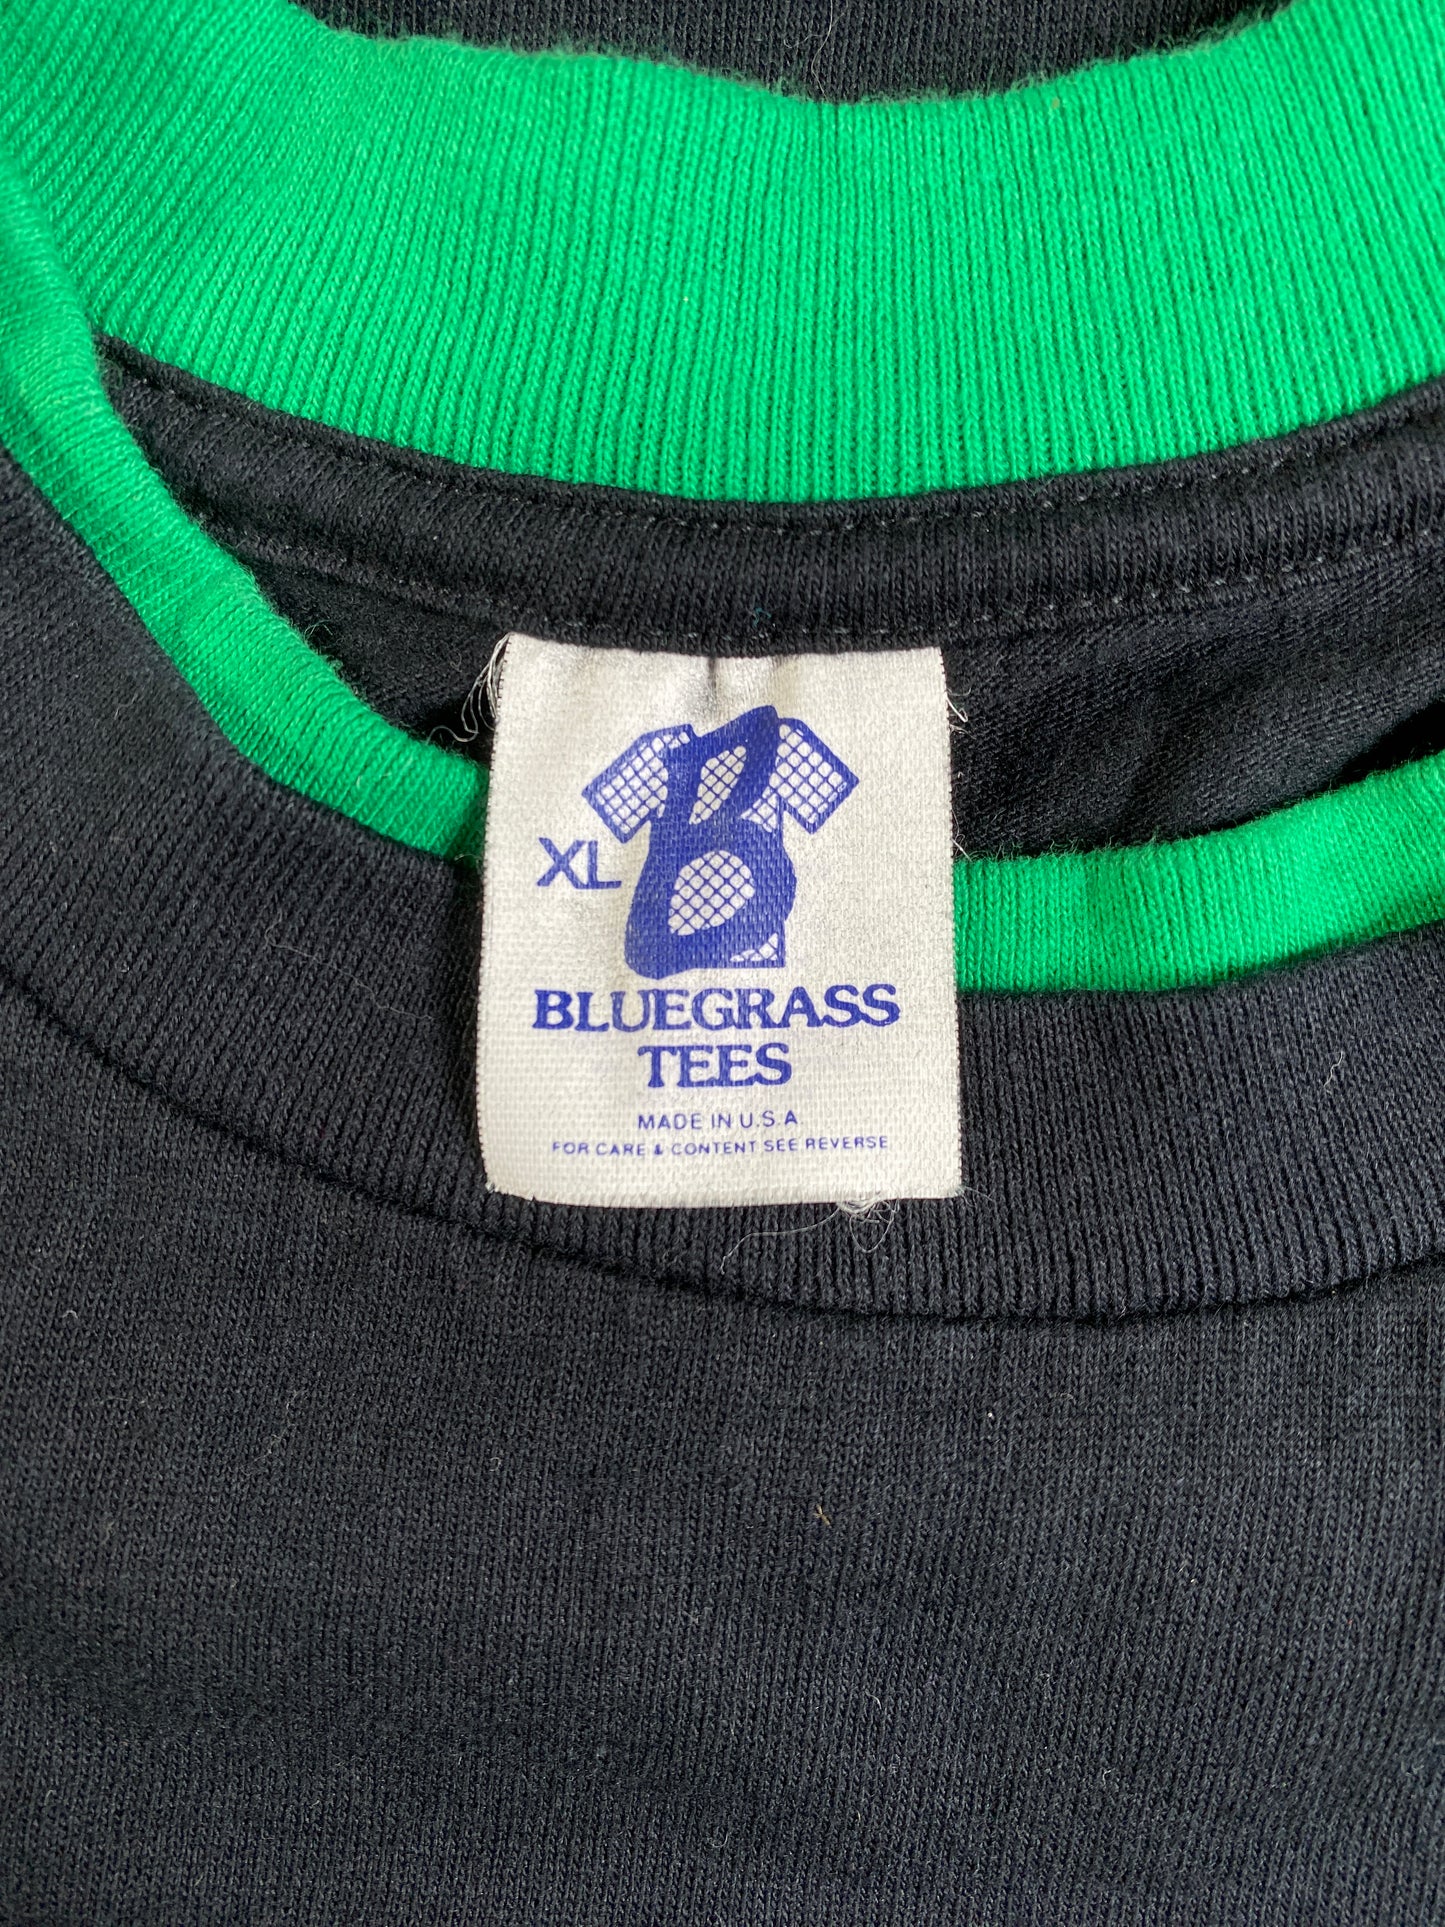 XL
B
BLUEGRASS
TEES
MADE IN U.S.A.
FOR CARE & CONTENT SEE REVERSE